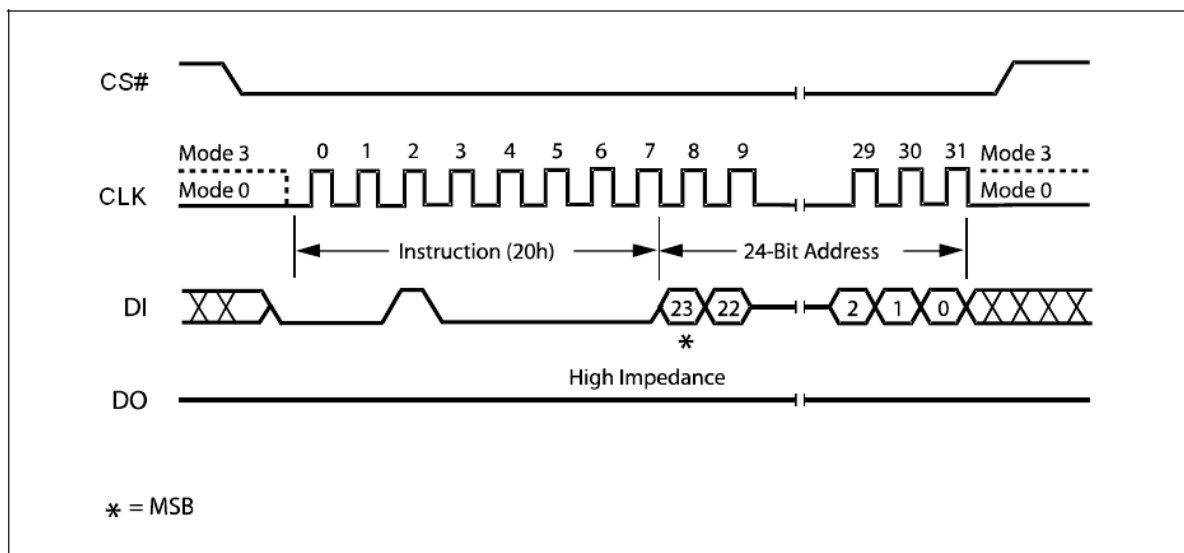 CS#
Mode 3
0 1 2 3 4 5 6 7 8 9 29 30 31
Mode 3
CLK
Mode 0
Mode 0
Instruction (20h)
24-Bit Address
DI
23 22 2 1 0
*
High Impedance
DO
* = MSB